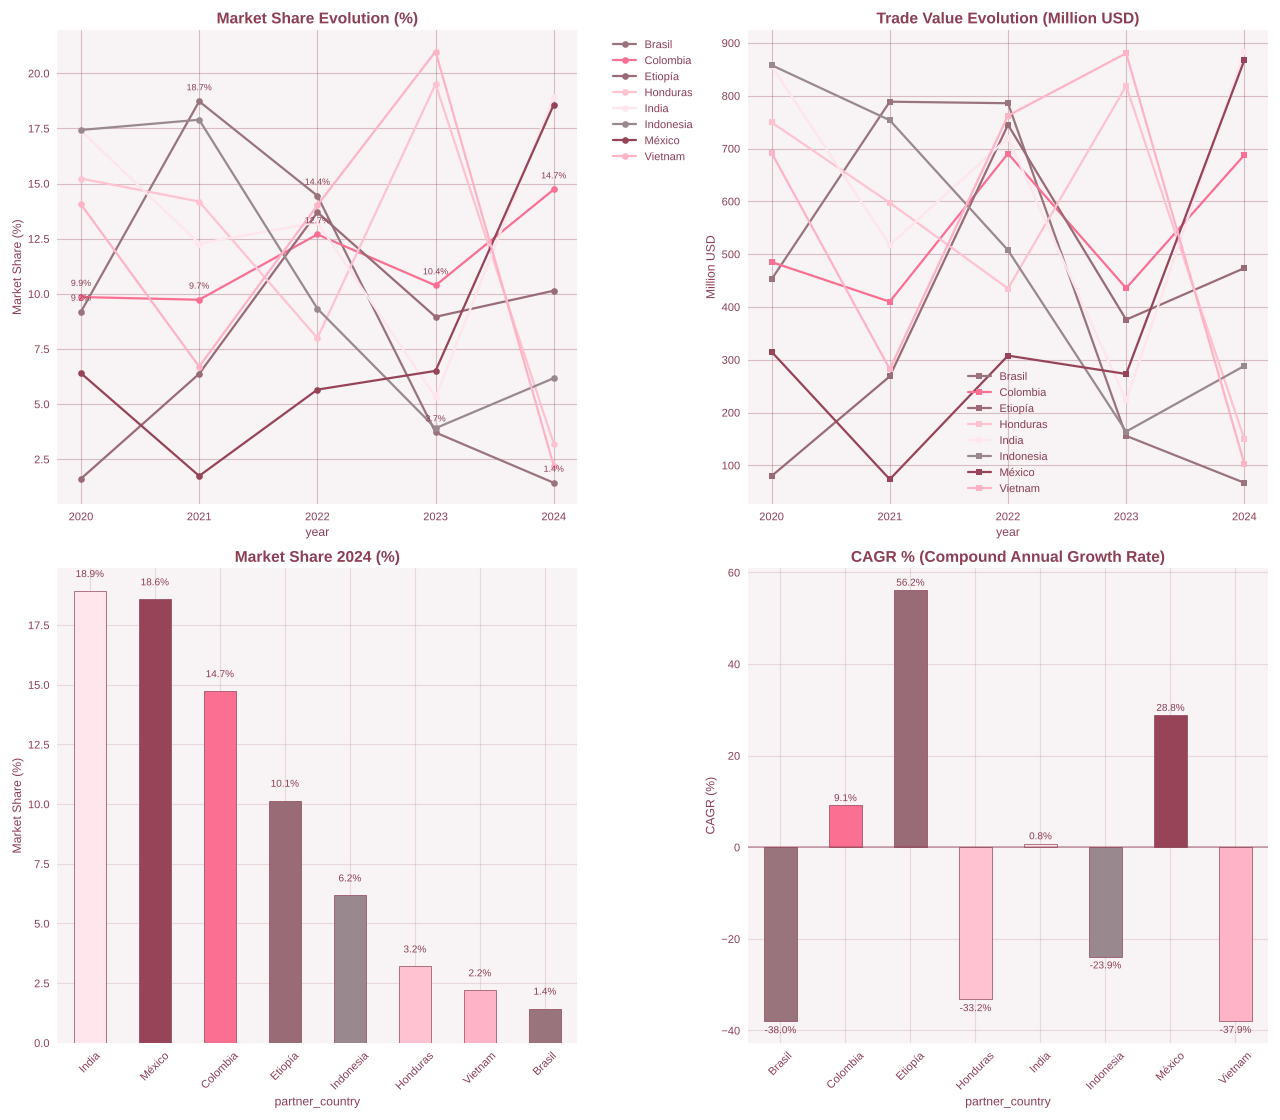 Market Share Evolution (%)
20.0
17.5
15.0
12.5
10.0
7.5
5.0
2.5
Market Share (%)
9.9%
9.2%
18.7%
9.7%
14.4%
12.7%
10.4%
3.7%
14.7%
1.4%
2020
2021
2022
2023
2024
year
Brasil
Colombia
Etiopía
Honduras
India
Indonesia
México
Vietnam
Trade Value Evolution (Million USD)
900
800
700
600
500
400
300
200
100
Million USD
Brasil
Colombia
Etiopía
Honduras
India
Indonesia
México
Vietnam
2020
2021
2022
2023
2024
year
Market Share 2024 (%)
17.5
15.0
12.5
10.0
7.5
5.0
2.5
0.0
Market Share (%)
18.9%
18.6%
14.7%
10.1%
6.2%
3.2%
2.2%
1.4%
India
México
Colombia
Etiopía
Indonesia
Honduras
Vietnam
Brasil
partner_country
CAGR % (Compound Annual Growth Rate)
60
40
20
0
−20
−40
CAGR (%)
-38.0%
9.1%
56.2%
-33.2%
0.8%
-23.9%
28.8%
-37.9%
Brasil
Colombia
Etiopía
Honduras
India
Indonesia
México
Vietnam
partner_country